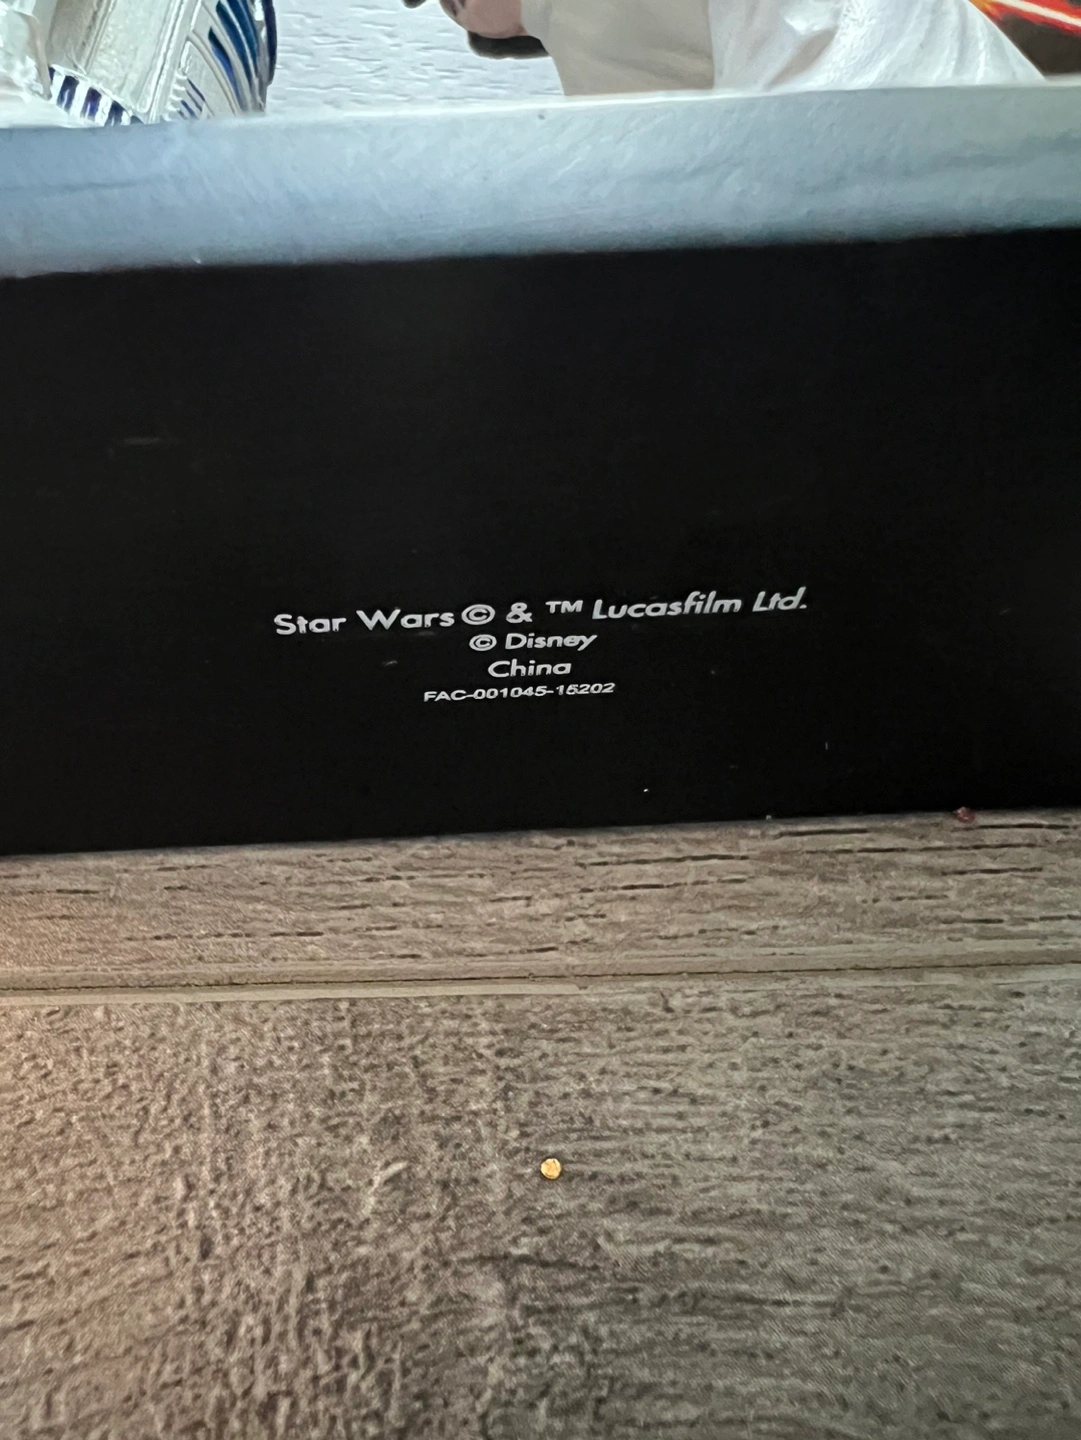 Star Wars © & ™ Lucasfilm Ltd.
© Disney
China
FAC-001045-15202